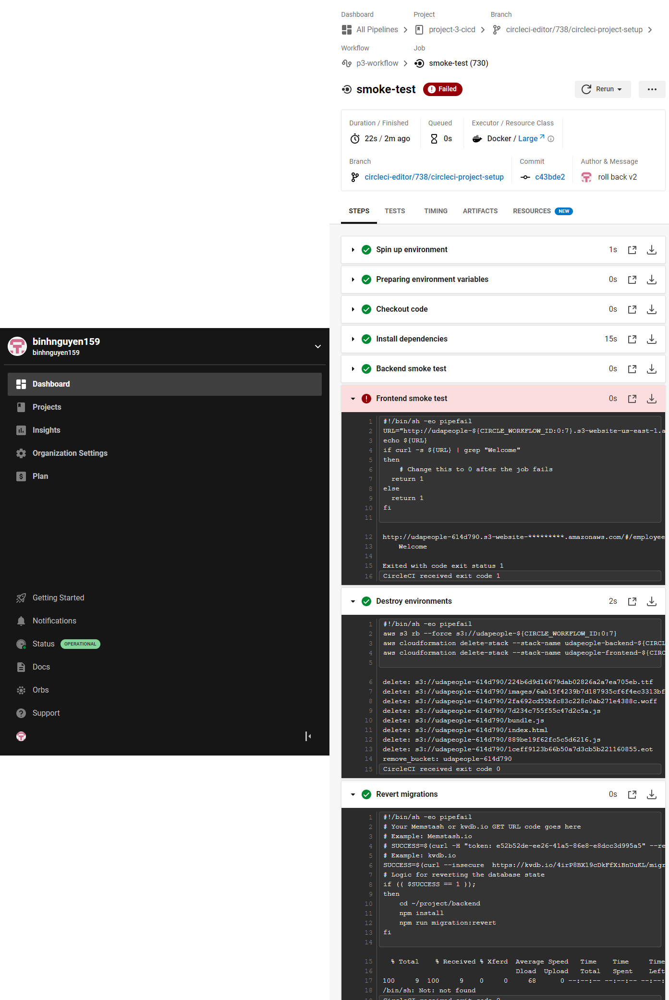 Dashboard
All Pipelines
Project
project-3-cicd
Branch
circleci-editor/738/circleci-project-setup
Workflow
p3-workflow
Job
smoke-test (730)
smoke-test
Failed
Rerun
Duration / Finished
22s / 2m ago
Queued
0s
Executor / Resource Class
Docker / Large
Branch
circleci-editor/738/circleci-project-setup
Commit
c43bde2
Author & Message
roll back v2
STEPS TESTS TIMING ARTIFACTS RESOURCES NEW
binhnguyen159
binhnguyen159
Dashboard
Projects
Insights
Organization Settings
Plan
Getting Started
Notifications
Status OPERATIONAL
Docs
Orbs
Support
Spin up environment 1s
Preparing environment variables 0s
Checkout code 0s
Install dependencies 15s
Backend smoke test 0s
Frontend smoke test 0s
1 #!/bin/sh -eo pipefail
2 URL="http://udapeople-${CIRCLE_WORKFLOW_ID:0:7}.s3-website-us-east-1.a
3 echo ${URL}
4 if curl -s ${URL} | grep "Welcome"
5 then
6 # Change this to 0 after the job fails
7 return 1
8 else
9 return 1
10 fi
11
12 http://udapeople-614d790.s3-website-*********.amazonaws.com/#/employee
13 Welcome
14
15 Exited with code exit status 1
16 CircleCI received exit code 1
Destroy environments 2s
1 #!/bin/sh -eo pipefail
2 aws s3 rb --force s3://udapeople-${CIRCLE_WORKFLOW_ID:0:7}
3 aws cloudformation delete-stack --stack-name udapeople-backend-${CIRCL
4 aws cloudformation delete-stack --stack-name udapeople-frontend-${CIRC
5
6 delete: s3://udapeople-614d790/224b6d9d16679dab02826a2a7ea705eb.ttf
7 delete: s3://udapeople-614d790/images/6ab15f4239b7d187935cf6f4ec3313bf
8 delete: s3://udapeople-614d790/2fa692cd55bfc83c228c0ab271e4388c.woff
9 delete: s3://udapeople-614d790/7d234c755f55c47d2c5a.js
10 delete: s3://udapeople-614d790/bundle.js
11 delete: s3://udapeople-614d790/index.html
12 delete: s3://udapeople-614d790/889be19f62fc5c5d6216.js
13 delete: s3://udapeople-614d790/1ceff9123b66b50a7d3cb5b221160855.eot
14 remove_bucket: udapeople-614d790
15 CircleCI received exit code 0
Revert migrations 0s
1 #!/bin/sh -eo pipefail
2 # Your Memstash or kvdb.io GET URL code goes here
3 # Example: Memstash.io
4 # SUCCESS=$(curl -H "token: e52b52de-ee26-41a5-86e8-e8dcc3d995a5" --re
5 # Example: kvdb.io
6 SUCCESS=$(curl --insecure https://kvdb.io/4irP8BX19cDkFfXiBnUuKL/migr
7 # Logic for reverting the database state
8 if (( $SUCCESS == 1 ));
9 then
10 cd ~/project/backend
11 npm install
12 npm run migration:revert
13 fi
14
15 % Total % Received % Xferd Average Speed Time Time Time
16 Dload Upload Total Spent Left
17 100 9 100 9 0 0 68 0 --:--:-- --:--:-- --:--:
18 /bin/sh: Not: not found
CircleCI received exit code 0